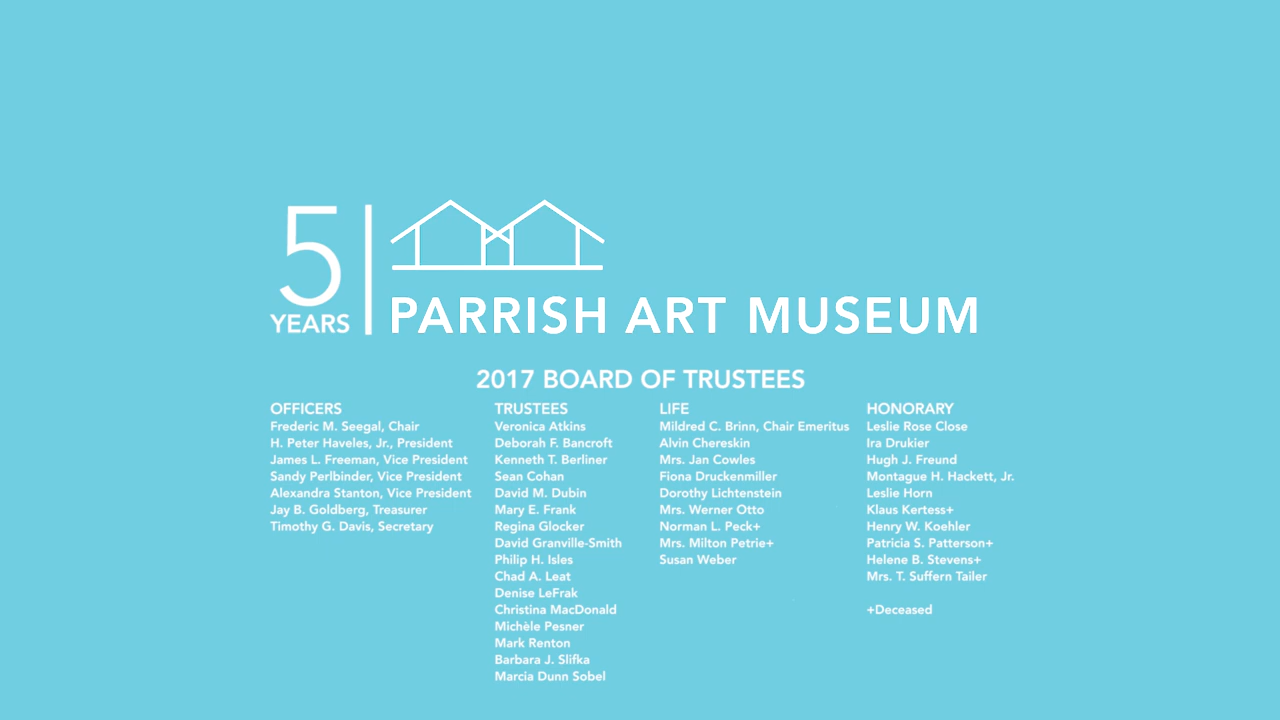 5
YEARS
PARRISH ART MUSEUM
2017 BOARD OF TRUSTEES
OFFICERS
Frederic M. Seegal, Chair
H. Peter Haveles, Jr., President
James L. Freeman, Vice President
Sandy Perlbinder, Vice President
Alexandra Stanton, Vice President
Jay B. Goldberg, Treasurer
Timothy G. Davis, Secretary
TRUSTEES
Veronica Atkins
Deborah F. Bancroft
Kenneth T. Berliner
Sean Cohan
David M. Dubin
Mary E. Frank
Regina Glocker
David Granville-Smith
Philip H. Isles
Chad A. Leat
Denise LeFrak
Christina MacDonald
Michèle Pesner
Mark Renton
Barbara J. Slifka
Marcia Dunn Sobel
LIFE
Mildred C. Brinn, Chair Emeritus
Alvin Chereskin
Mrs. Jan Cowles
Fiona Druckenmiller
Dorothy Lichtenstein
Mrs. Werner Otto
Norman L. Peck+
Mrs. Milton Petrie+
Susan Weber
HONORARY
Leslie Rose Close
Ira Drukier
Hugh J. Freund
Montague H. Hackett, Jr.
Leslie Horn
Klaus Kertess+
Henry W. Koehler
Patricia S. Patterson+
Helene B. Stevens+
Mrs. T. Suffern Tailer
+Deceased